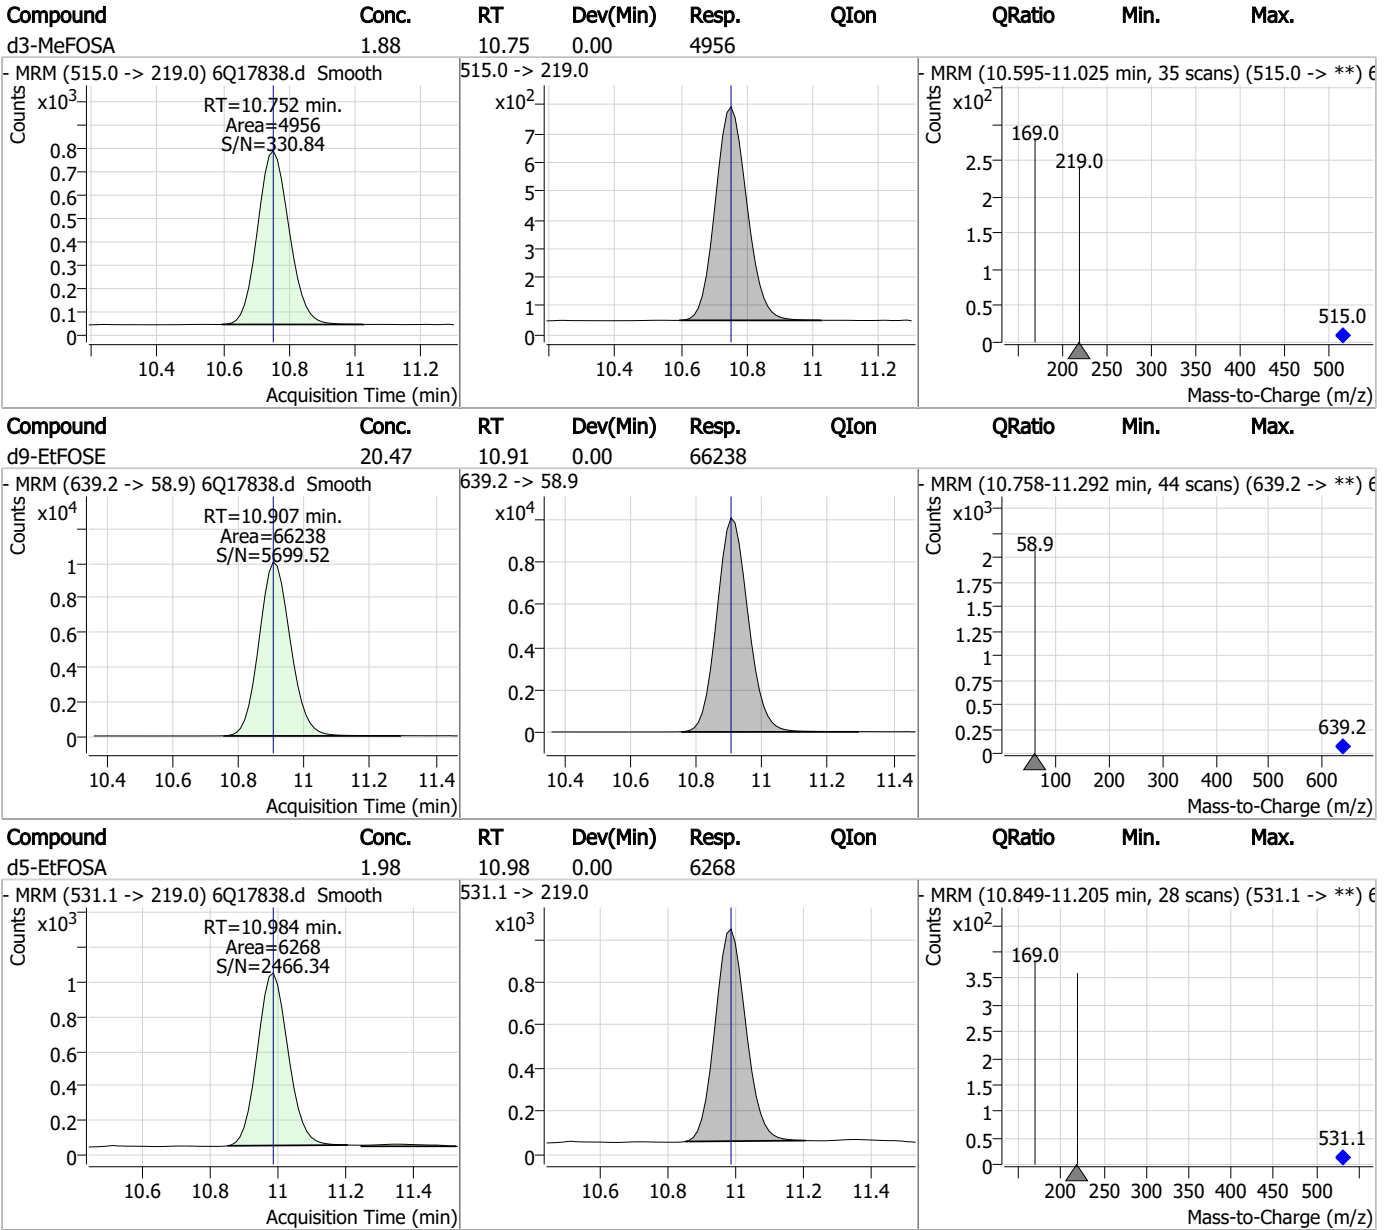 Compound Conc. RT Dev(Min) Resp. QIon QRatio Min. Max.
d3-MeFOSA 1.88 10.75 0.00 4956
- MRM (515.0 -> 219.0) 6Q17838.d Smooth
Counts
x10³
RT=10.752 min.
Area=4956
S/N=330.84
0.8
0.7
0.6
0.5
0.4
0.3
0.2
0.1
0
10.4 10.6 10.8 11 11.2
Acquisition Time (min)
515.0 -> 219.0
x10²
7
6
5
4
3
2
1
0
10.4 10.6 10.8 11 11.2
- MRM (10.595-11.025 min, 35 scans) (515.0 -> **) 6
Counts
x10²
169.0
219.0
2.5
2
1.5
1
0.5
0
515.0
200 250 300 350 400 450 500
Mass-to-Charge (m/z)
Compound Conc. RT Dev(Min) Resp. QIon QRatio Min. Max.
d9-EtFOSE 20.47 10.91 0.00 66238
- MRM (639.2 -> 58.9) 6Q17838.d Smooth
Counts
x10⁴
RT=10.907 min.
Area=66238
S/N=5699.52
1
0.8
0.6
0.4
0.2
0
10.4 10.6 10.8 11 11.2 11.4
Acquisition Time (min)
639.2 -> 58.9
x10⁴
0.8
0.6
0.4
0.2
0
10.4 10.6 10.8 11 11.2 11.4
- MRM (10.758-11.292 min, 44 scans) (639.2 -> **) 6
Counts
x10³
58.9
2
1.75
1.5
1.25
1
0.75
0.5
0.25
0
639.2
100 200 300 400 500 600
Mass-to-Charge (m/z)
Compound Conc. RT Dev(Min) Resp. QIon QRatio Min. Max.
d5-EtFOSA 1.98 10.98 0.00 6268
- MRM (531.1 -> 219.0) 6Q17838.d Smooth
Counts
x10³
RT=10.984 min.
Area=6268
S/N=2466.34
1
0.8
0.6
0.4
0.2
0
10.6 10.8 11 11.2 11.4
Acquisition Time (min)
531.1 -> 219.0
x10³
0.8
0.6
0.4
0.2
0
10.6 10.8 11 11.2 11.4
- MRM (10.849-11.205 min, 28 scans) (531.1 -> **) 6
Counts
x10²
169.0
3.5
3
2.5
2
1.5
1
0.5
0
531.1
200 250 300 350 400 450 500
Mass-to-Charge (m/z)